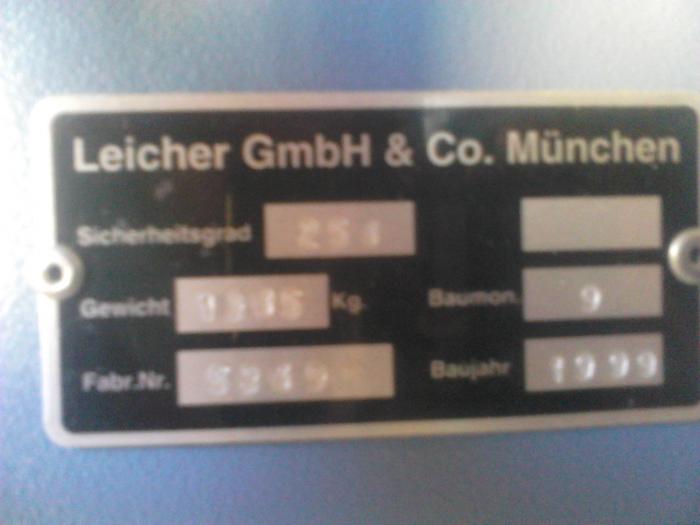 Leicher GmbH & Co. München
Sicherheitsgrad
Gewicht Kg. Baumon. 9
Fabr.Nr. Baujahr 1999